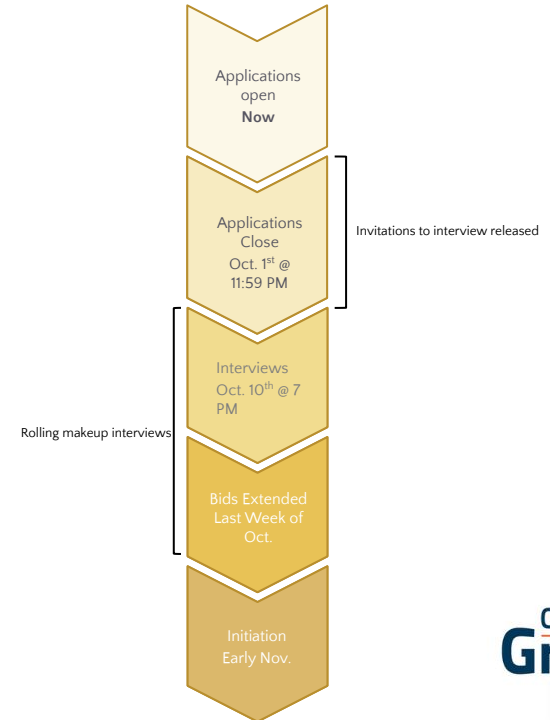 Applications
open
Now
Applications
Close
Oct. 1st @
11:59 PM
Invitations to interview released
Interviews
Oct. 10th @ 7
PM
Rolling makeup interviews
Bids Extended
Last Week of
Oct.
Initiation
Early Nov.